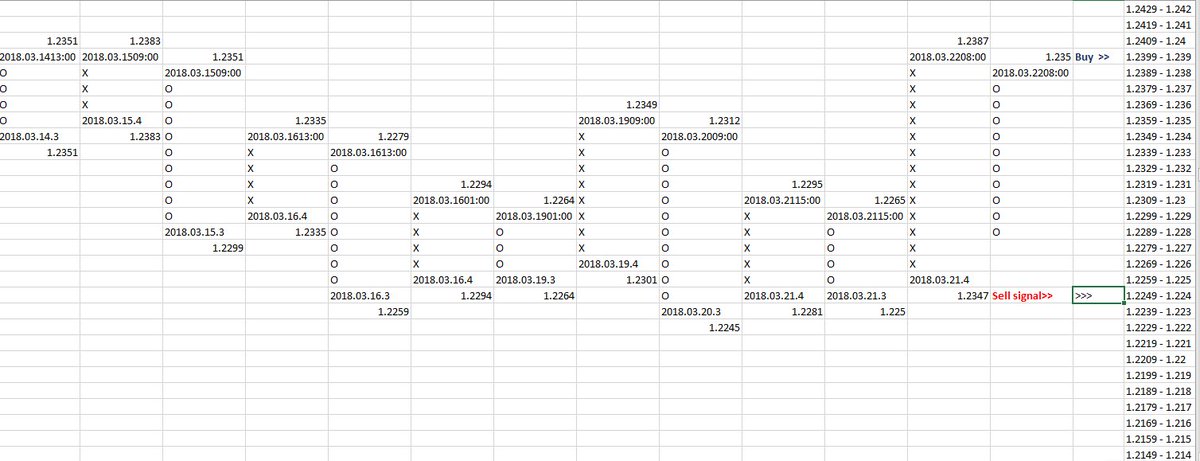 1.2429 - 1.242
1.2419 - 1.241
1.2351 1.2383 1.2387 1.2409 - 1.24
2018.03.1413:00 2018.03.1509:00 1.2351 2018.03.2208:00 1.235 Buy >> 1.2399 - 1.239
O X 2018.03.1509:00 X 2018.03.2208:00 1.2389 - 1.238
O X O X O 1.2379 - 1.237
O X O 1.2349 X O 1.2369 - 1.236
O 2018.03.15.4 O 1.2335 2018.03.1909:00 1.2312 X O 1.2359 - 1.235
2018.03.14.3 1.2383 O 2018.03.1613:00 1.2279 X 2018.03.2009:00 X O 1.2349 - 1.234
1.2351 O X 2018.03.1613:00 X O X O 1.2339 - 1.233
O X O X O X O 1.2329 - 1.232
O X O 1.2294 X O 1.2295 X O 1.2319 - 1.231
O X O 2018.03.1601:00 1.2264 X O 2018.03.2115:00 1.2265 X O 1.2309 - 1.23
O 2018.03.16.4 O X 2018.03.1901:00 X O X 2018.03.2115:00 X O 1.2299 - 1.229
2018.03.15.3 1.2335 O X O X O X O X O 1.2289 - 1.228
1.2299 O X O X O X O X 1.2279 - 1.227
O X O 2018.03.19.4 O X O X 1.2269 - 1.226
O 2018.03.16.4 2018.03.19.3 1.2301 O X O 2018.03.21.4 1.2259 - 1.225
2018.03.16.3 1.2294 1.2264 O 2018.03.21.4 2018.03.21.3 1.2347 Sell signal>> >>> 1.2249 - 1.224
1.2259 2018.03.20.3 1.2281 1.225 1.2239 - 1.223
1.2245 1.2229 - 1.222
1.2219 - 1.221
1.2209 - 1.22
1.2199 - 1.219
1.2189 - 1.218
1.2179 - 1.217
1.2169 - 1.216
1.2159 - 1.215
1.2149 - 1.214